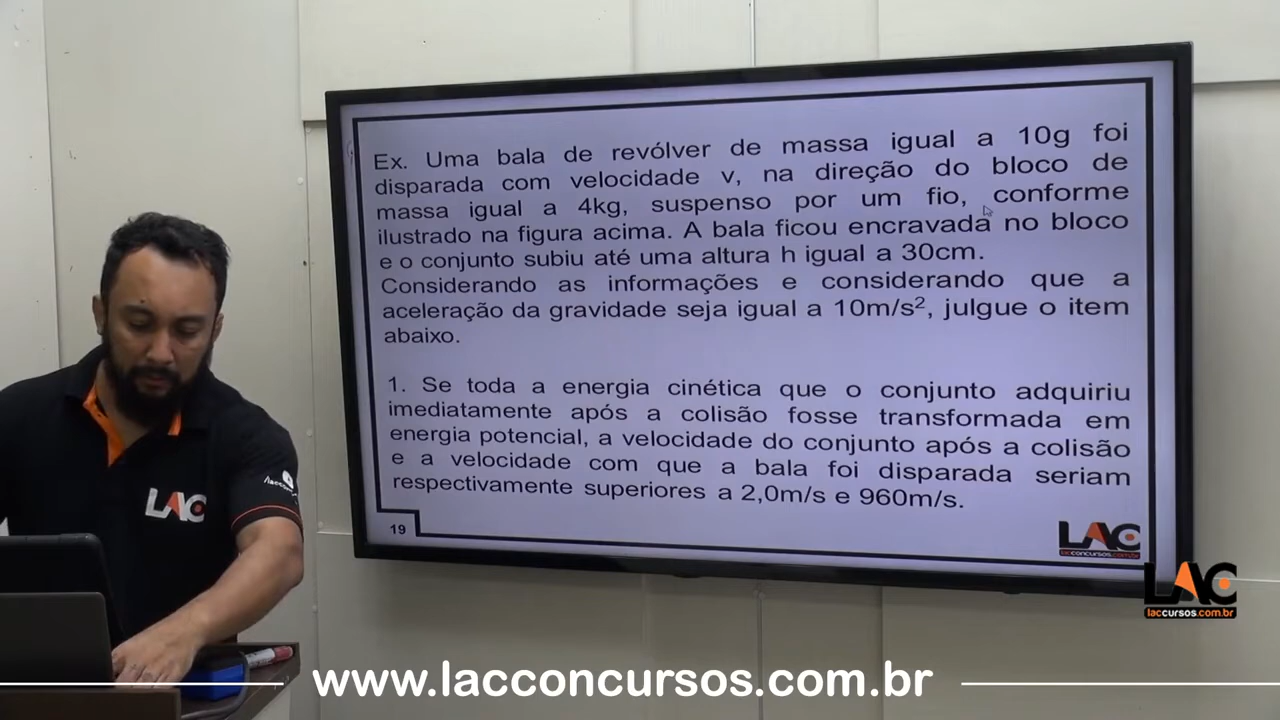 Ex. Uma bala de revólver de massa igual a 10g foi
disparada com velocidade v, na direção do bloco de
massa igual a 4kg, suspenso por um fio, conforme
ilustrado na figura acima. A bala ficou encravada no bloco
e o conjunto subiu até uma altura h igual a 30cm.
Considerando as informações e considerando que a
aceleração da gravidade seja igual a 10m/s², julgue o item
abaixo.
1. Se toda a energia cinética que o conjunto adquiriu
imediatamente após a colisão fosse transformada em
energia potencial, a velocidade do conjunto após a colisão
e a velocidade com que a bala foi disparada seriam
respectivamente superiores a 2,0m/s e 960m/s.
19
LAC
lacconcursos.com.br
LAC
laccursos.com.br
LAC
www.lacconcursos.com.br